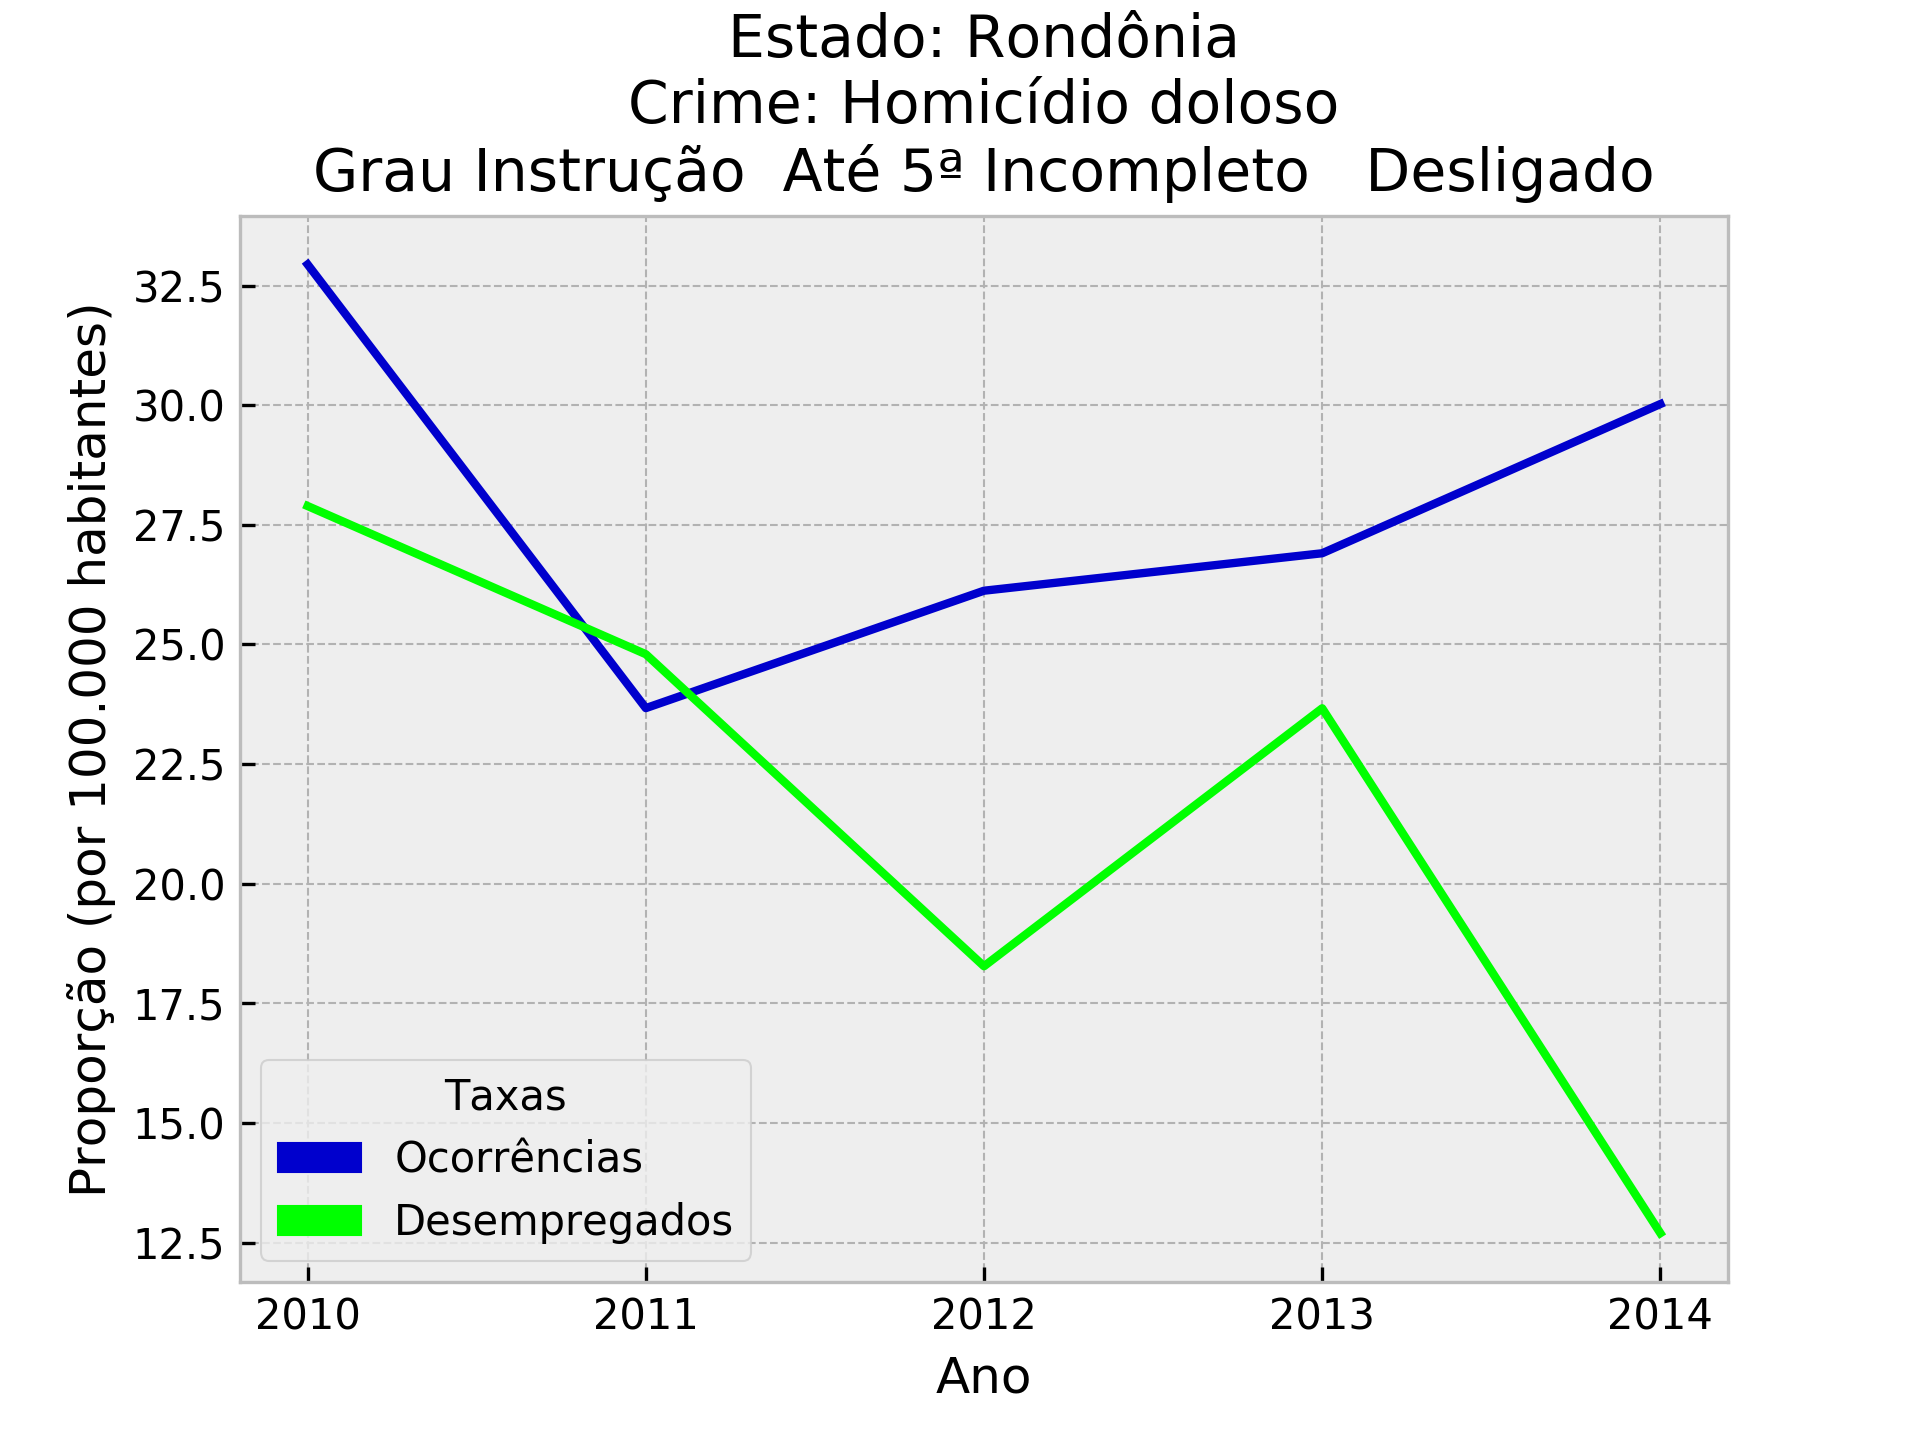 Estado: Rondônia
Crime: Homicídio doloso
Grau Instrução  Até 5ª Incompleto   Desligado
Proporção (por 100.000 habitantes)
32.5
30.0
27.5
25.0
22.5
20.0
17.5
15.0
12.5
Taxas
Ocorrências
Desempregados
2010 2011 2012 2013 2014
Ano